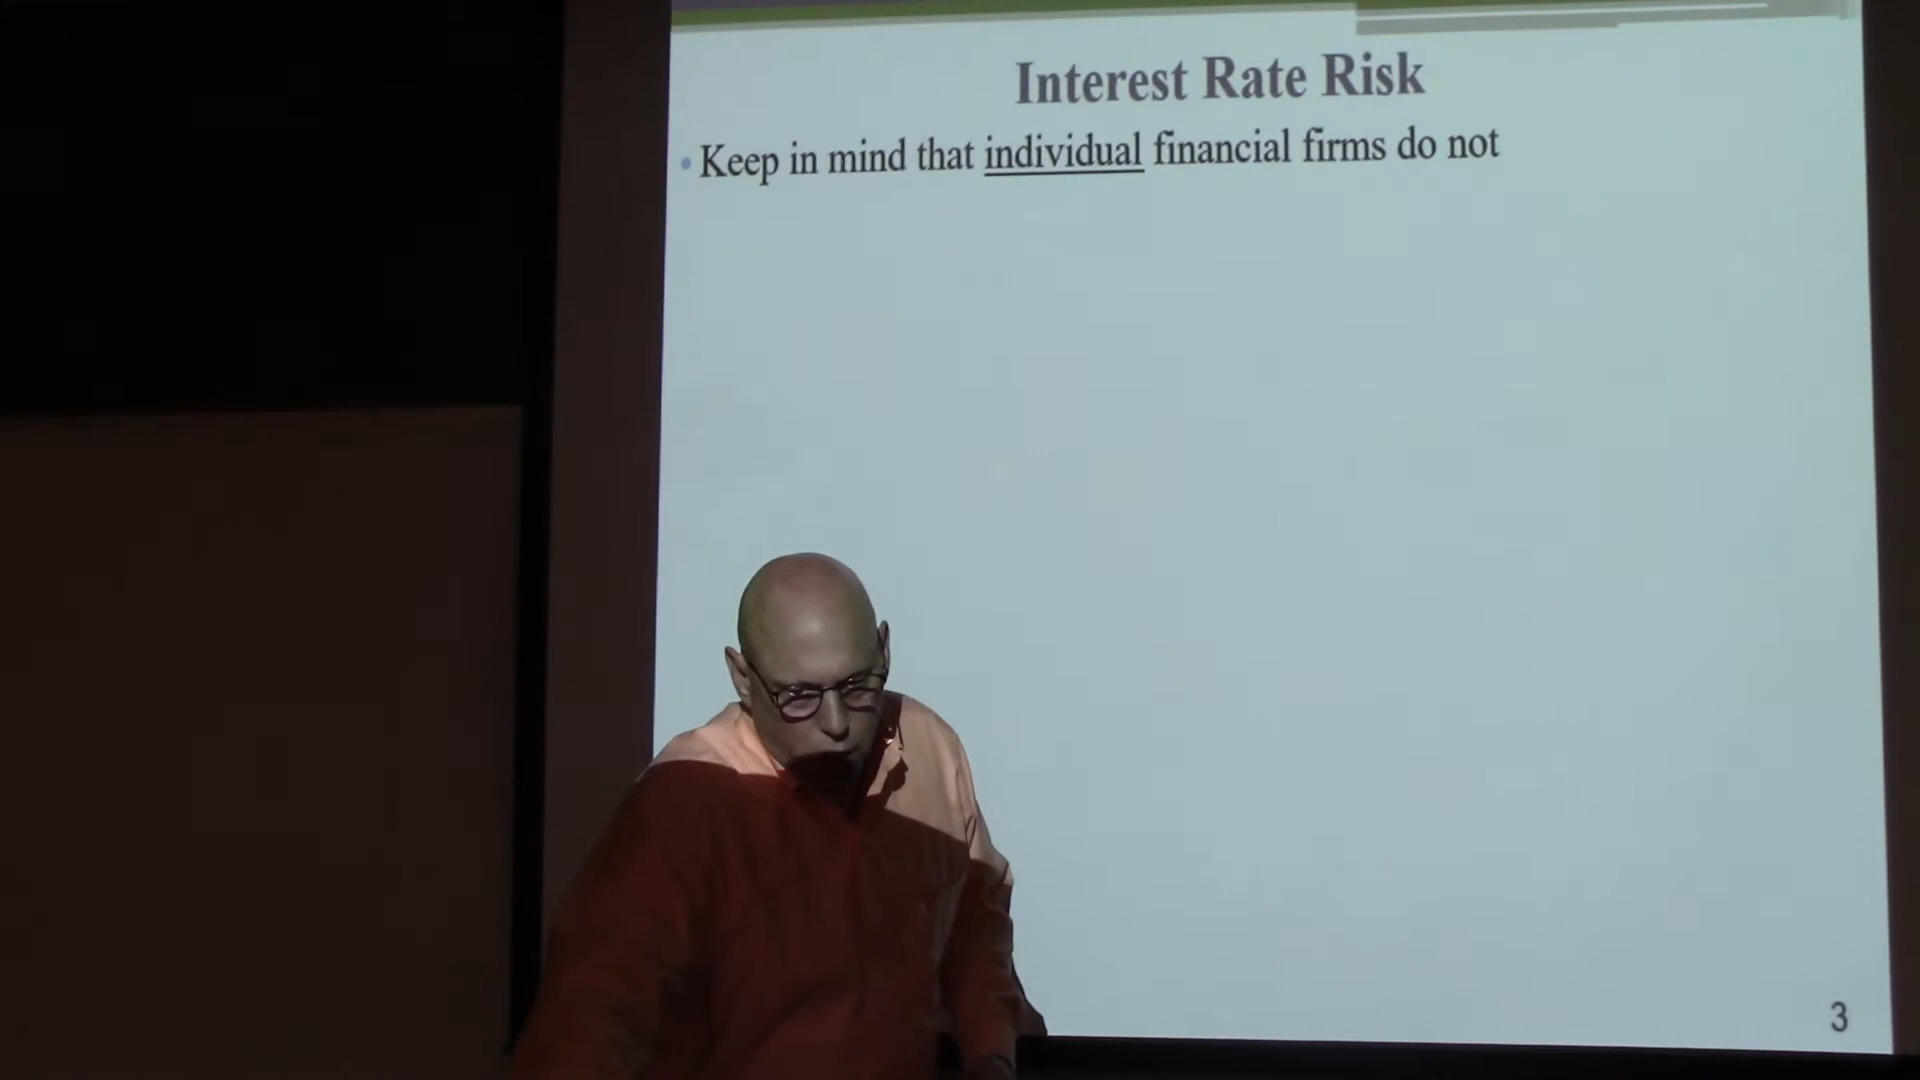 Interest Rate Risk
• Keep in mind that individual financial firms do not
3